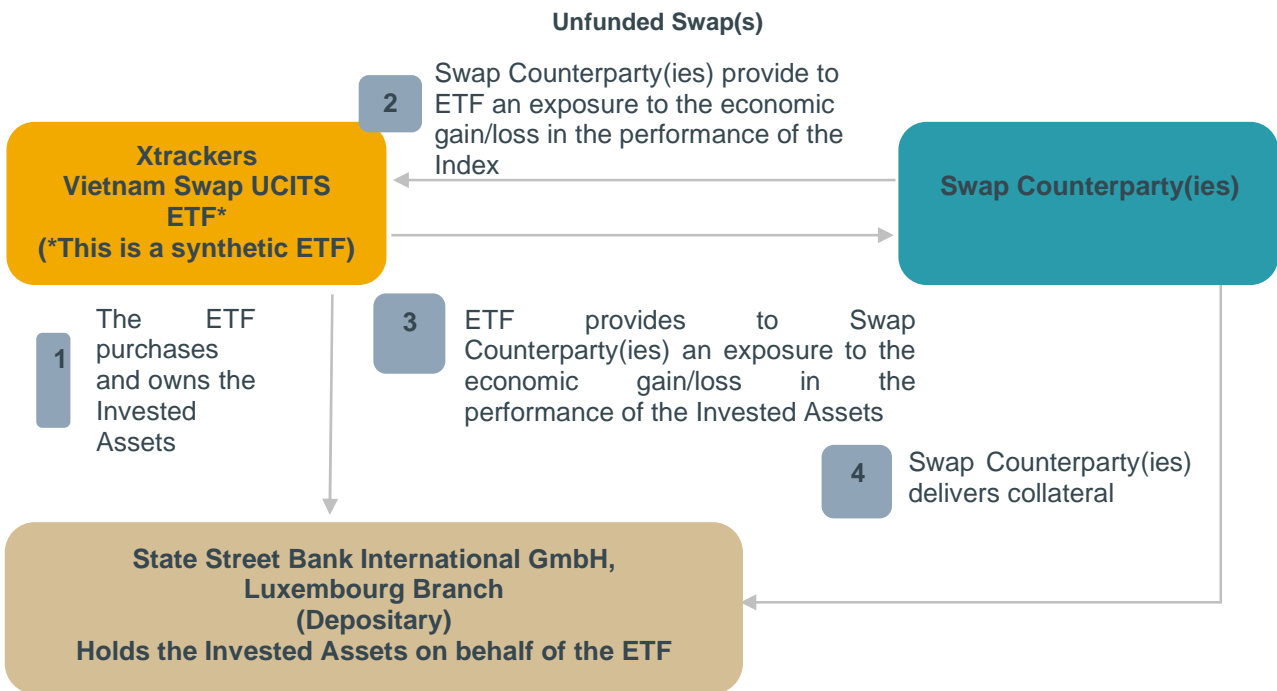 Unfunded Swap(s)
2
Swap Counterparty(ies) provide to
ETF an exposure to the economic
gain/loss in the performance of the
Index
Xtrackers
Vietnam Swap UCITS
ETF*
(*This is a synthetic ETF)
Swap Counterparty(ies)
1
The ETF
purchases
and owns the
Invested
Assets
3
ETF provides to Swap
Counterparty(ies) an exposure to the
economic gain/loss in the
performance of the Invested Assets
4
Swap Counterparty(ies)
delivers collateral
State Street Bank International GmbH,
Luxembourg Branch
(Depositary)
Holds the Invested Assets on behalf of the ETF